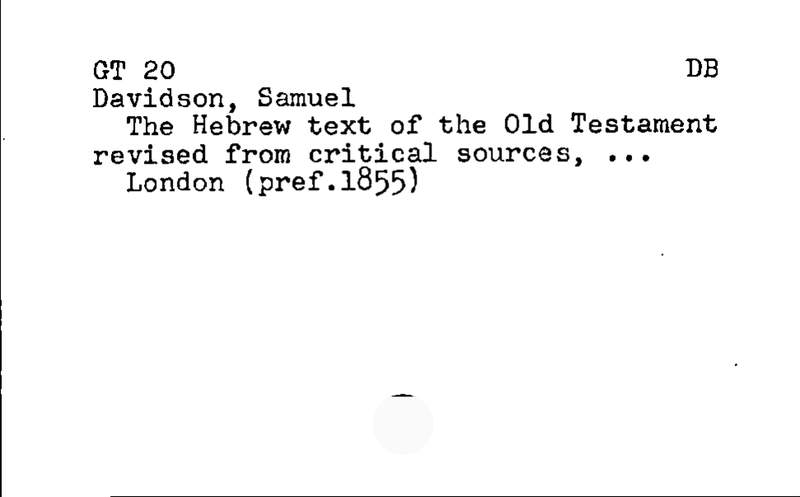 GT 20 DB
Davidson, Samuel
The Hebrew text of the Old Testament
revised from critical sources, ...
London (pref.1855)